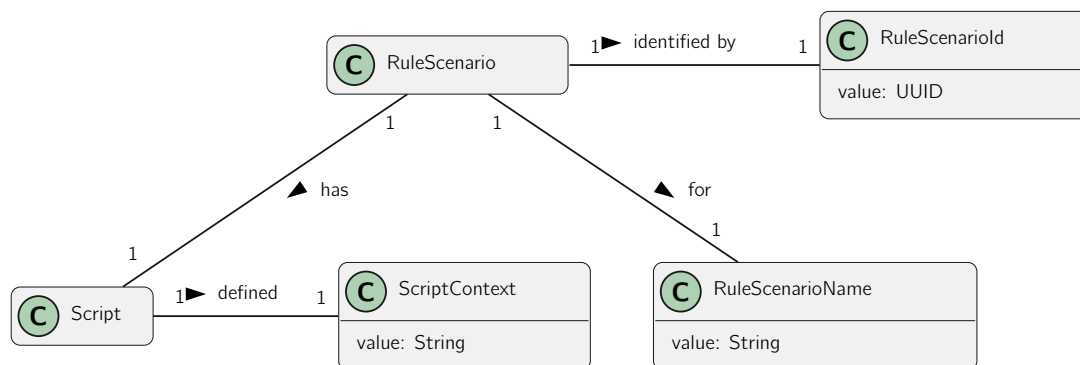 C RuleScenario
1 identified by 1
C RuleScenarioId
value: UUID
1 1
has for
1 1
C Script
1 defined 1
C ScriptContext
value: String
C RuleScenarioName
value: String